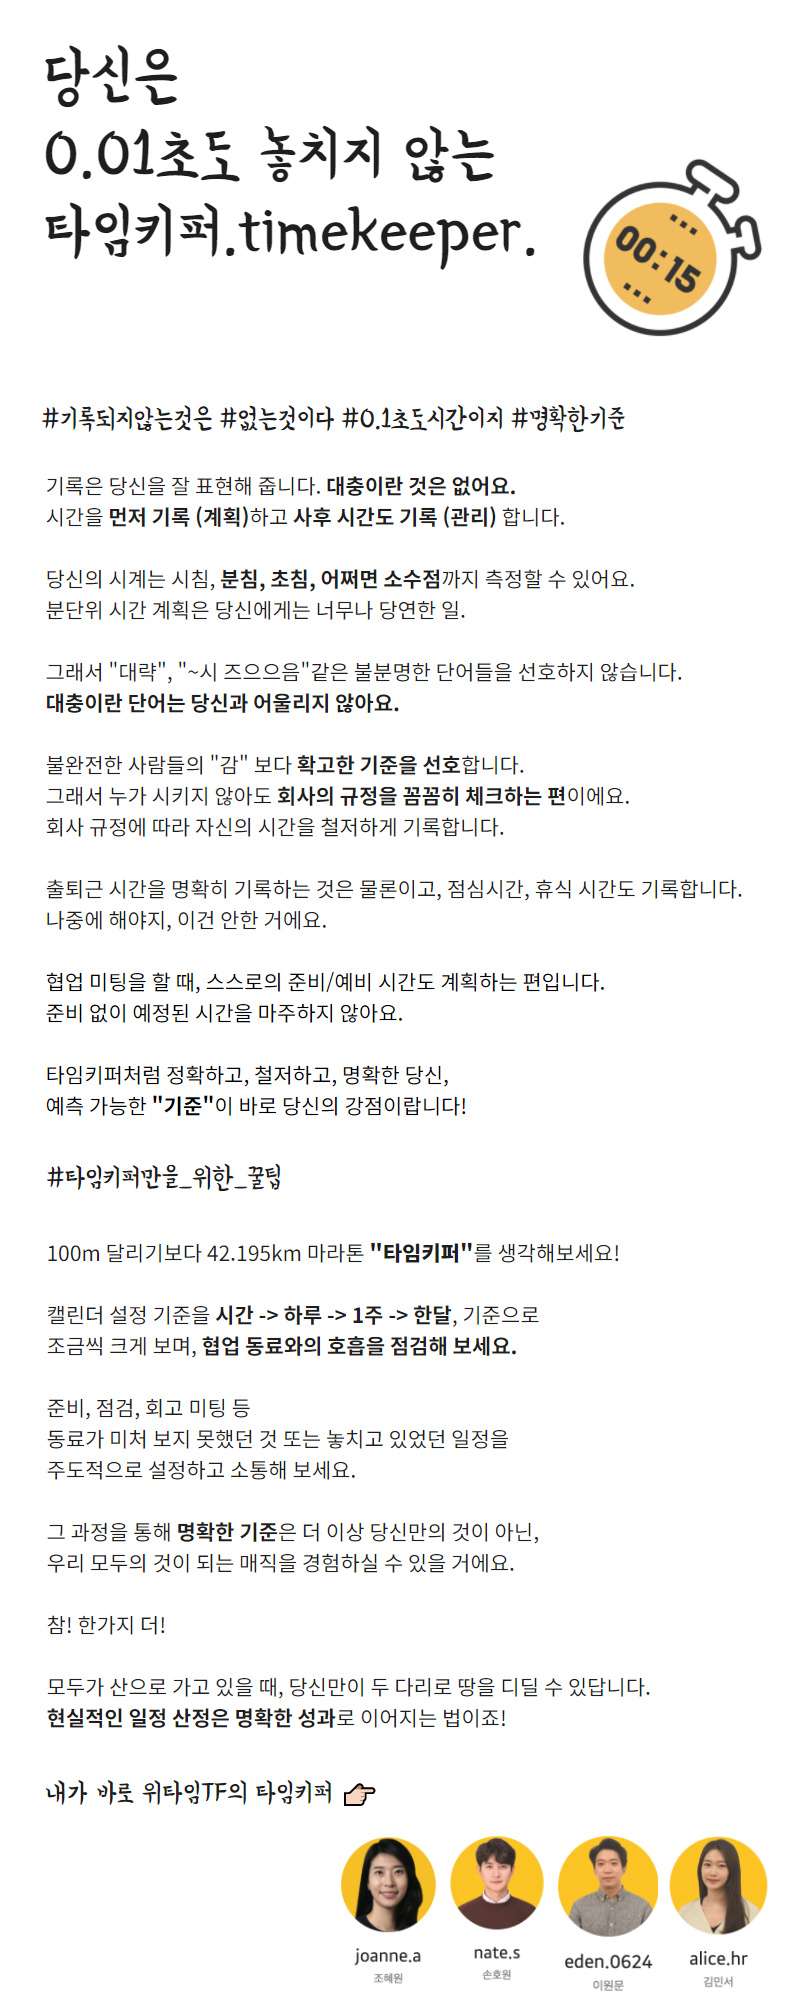 당신은
0.01초도 놓치지 않는
타임키퍼.timekeeper.
00:15
#기록되지않는것은 #없는것이다 #0.1초도시간이지 #명확한기준
기록은 당신을 잘 표현해 줍니다. 대충이란 것은 없어요.
시간을 먼저 기록 (계획)하고 사후 시간도 기록 (관리) 합니다.
당신의 시계는 시침, 분침, 초침, 어쩌면 소수점까지 측정할 수 있어요.
분단위 시간 계획은 당신에게는 너무나 당연한 일.
그래서 "대략", "~시 즈으으음"같은 불분명한 단어들을 선호하지 않습니다.
대충이란 단어는 당신과 어울리지 않아요.
불완전한 사람들의 "감" 보다 확고한 기준을 선호합니다.
그래서 누가 시키지 않아도 회사의 규정을 꼼꼼히 체크하는 편이에요.
회사 규정에 따라 자신의 시간을 철저하게 기록합니다.
출퇴근 시간을 명확히 기록하는 것은 물론이고, 점심시간, 휴식 시간도 기록합니다.
나중에 해야지, 이건 안한 거에요.
협업 미팅을 할 때, 스스로의 준비/예비 시간도 계획하는 편입니다.
준비 없이 예정된 시간을 마주하지 않아요.
타임키퍼처럼 정확하고, 철저하고, 명확한 당신,
예측 가능한 "기준"이 바로 당신의 강점이랍니다!
#타임키퍼만을_위한_꿀팁
100m 달리기보다 42.195km 마라톤 "타임키퍼"를 생각해보세요!
캘린더 설정 기준을 시간 -> 하루 -> 1주 -> 한달, 기준으로
조금씩 크게 보며, 협업 동료와의 호흡을 점검해 보세요.
준비, 점검, 회고 미팅 등
동료가 미처 보지 못했던 것 또는 놓치고 있었던 일정을
주도적으로 설정하고 소통해 보세요.
그 과정을 통해 명확한 기준은 더 이상 당신만의 것이 아닌,
우리 모두의 것이 되는 매직을 경험하실 수 있을 거에요.
참! 한가지 더!
모두가 산으로 가고 있을 때, 당신만이 두 다리로 땅을 디딜 수 있답니다.
현실적인 일정 산정은 명확한 성과로 이어지는 법이죠!
내가 바로 위타임TF의 타임키퍼 👉
joanne.a nate.s eden.0624 alice.hr
조혜원 손호원 이원문 김민서